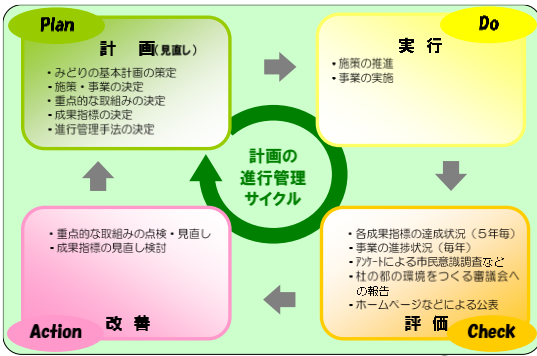 Plan
計 画(見直し)
・みどりの基本計画の策定
・施策・事業の決定
・重点的な取組みの決定
・成果指標の決定
・進行管理手法の決定
Do
実 行
・施策の推進
・事業の実施
計画の
進行管理
サイクル
・重点的な取組みの点検・見直し
・成果指標の見直し検討
Action
改 善
・各成果指標の達成状況（５年毎）
・事業の進捗状況（毎年）
・ｱﾝｹｰﾄによる市民意識調査など
・杜の都の環境をつくる審議会へ
の報告
・ホームページなどによる公表
評 価
Check